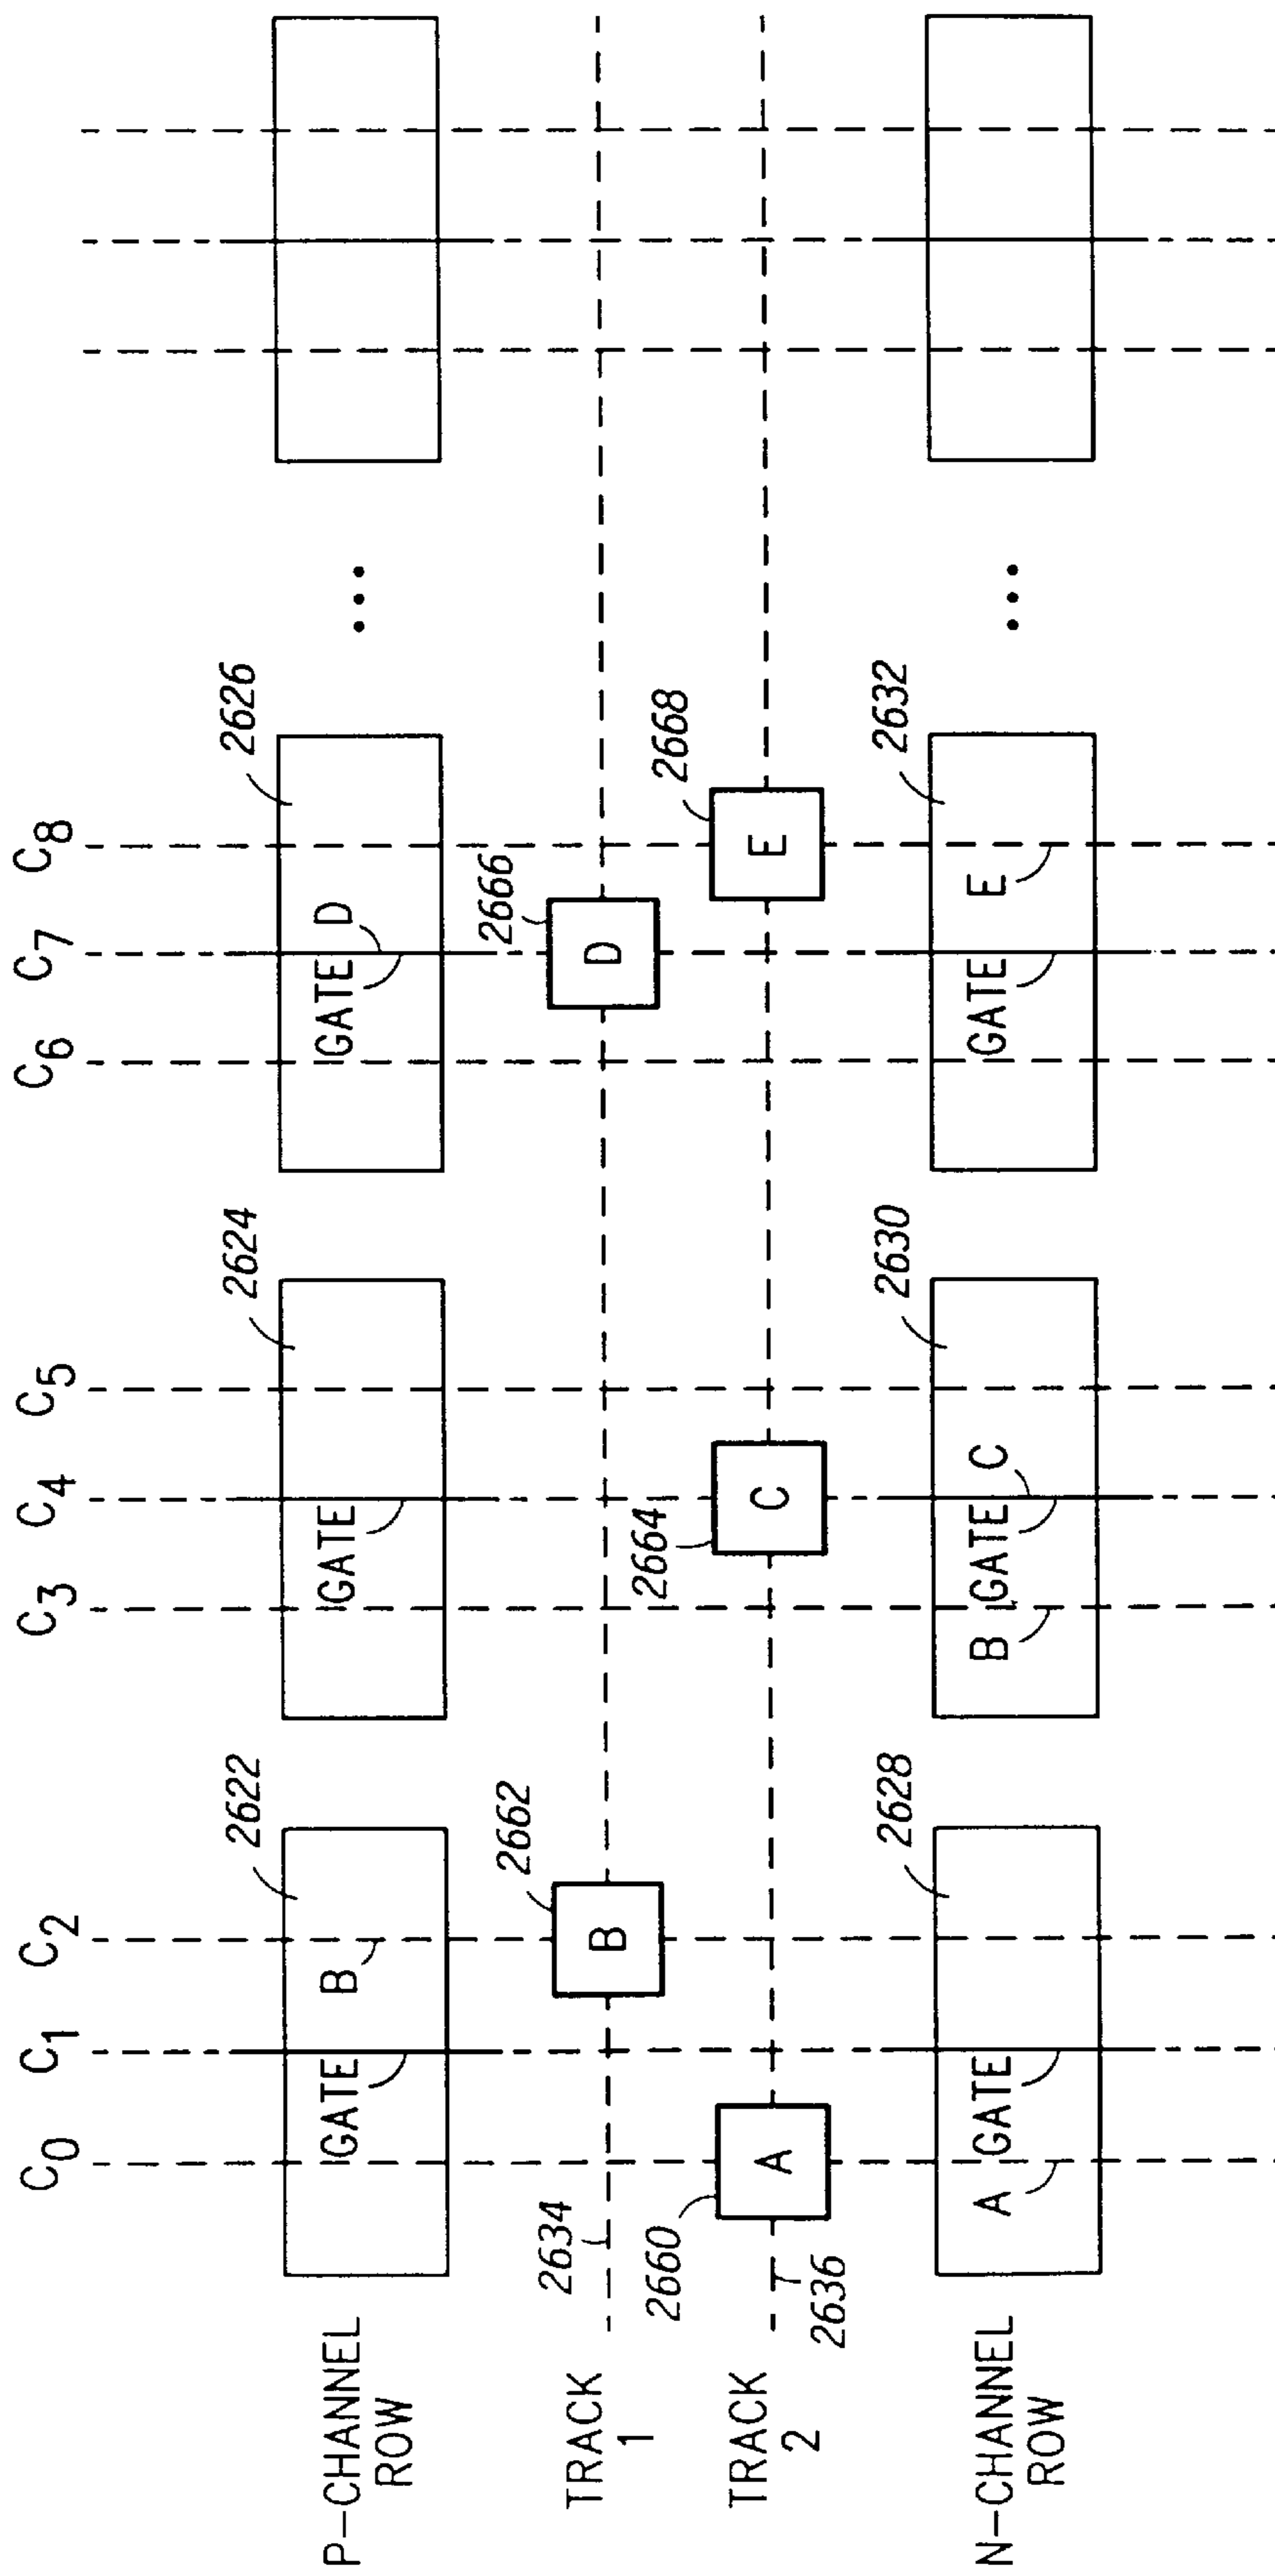 C0 C1 C2 C3 C4 C5 C6 C7 C8
2622 2624 2626
P-CHANNEL
ROW
GATE B GATE GATE D
2634 2662 2666
TRACK
1
B D
2660 2664 2668
TRACK
2
A C E
2636
2628 2630 2632
N-CHANNEL
ROW
A GATE B GATE C GATE E